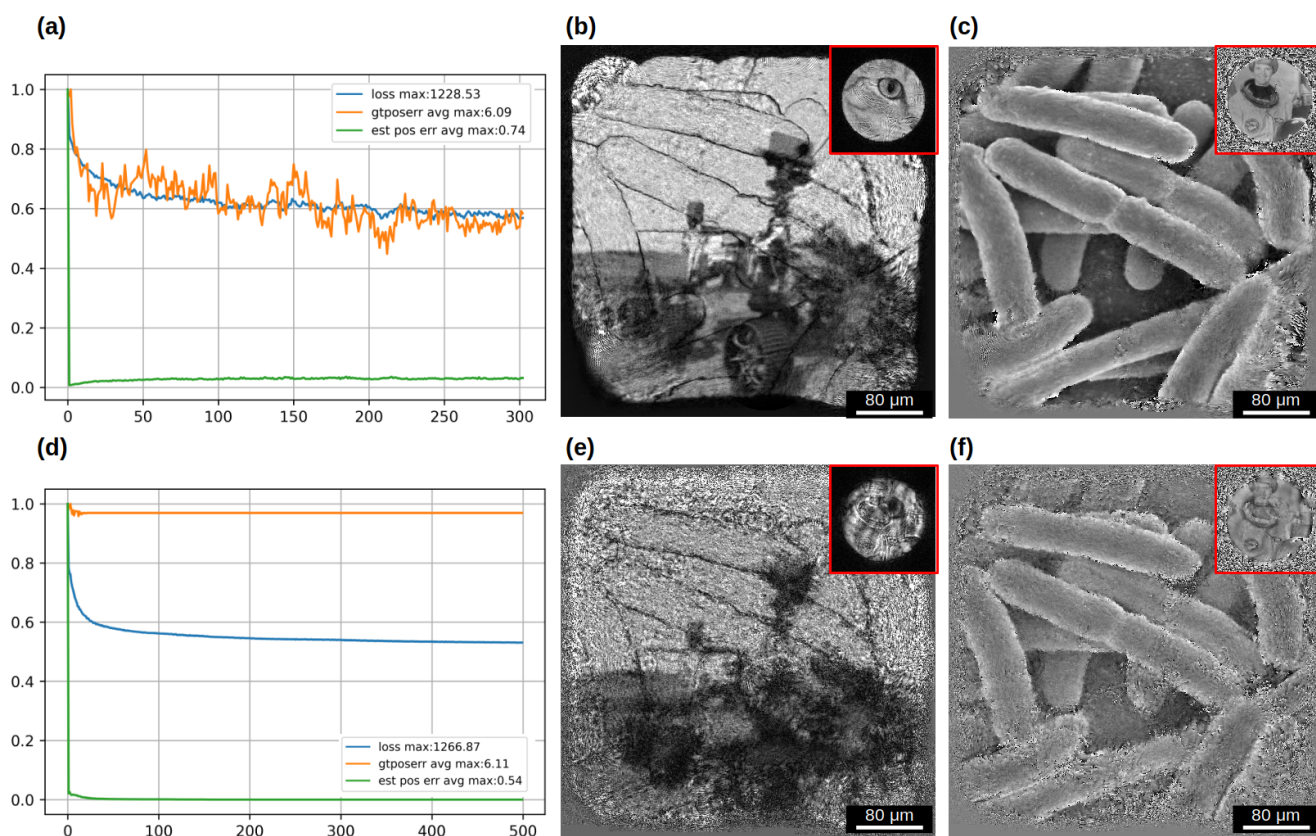 (a)
(b)
(c)
1.0
0.8
0.6
0.4
0.2
0.0
0
50
100
150
200
250
300
loss max:1228.53
gtposerr avg max:6.09
est pos err avg max:0.74
80 μm
80 μm
(d)
(e)
(f)
1.0
0.8
0.6
0.4
0.2
0.0
0
100
200
300
400
500
loss max:1266.87
gtposerr avg max:6.11
est pos err avg max:0.54
80 μm
80 μm